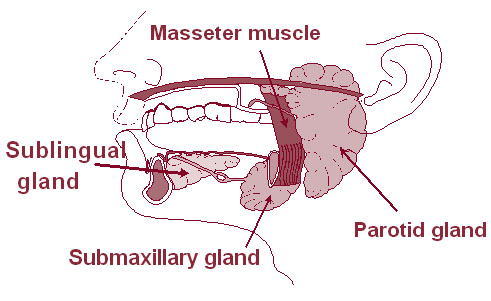 Masseter muscle
Sublingual
gland
Parotid gland
Submaxillary gland